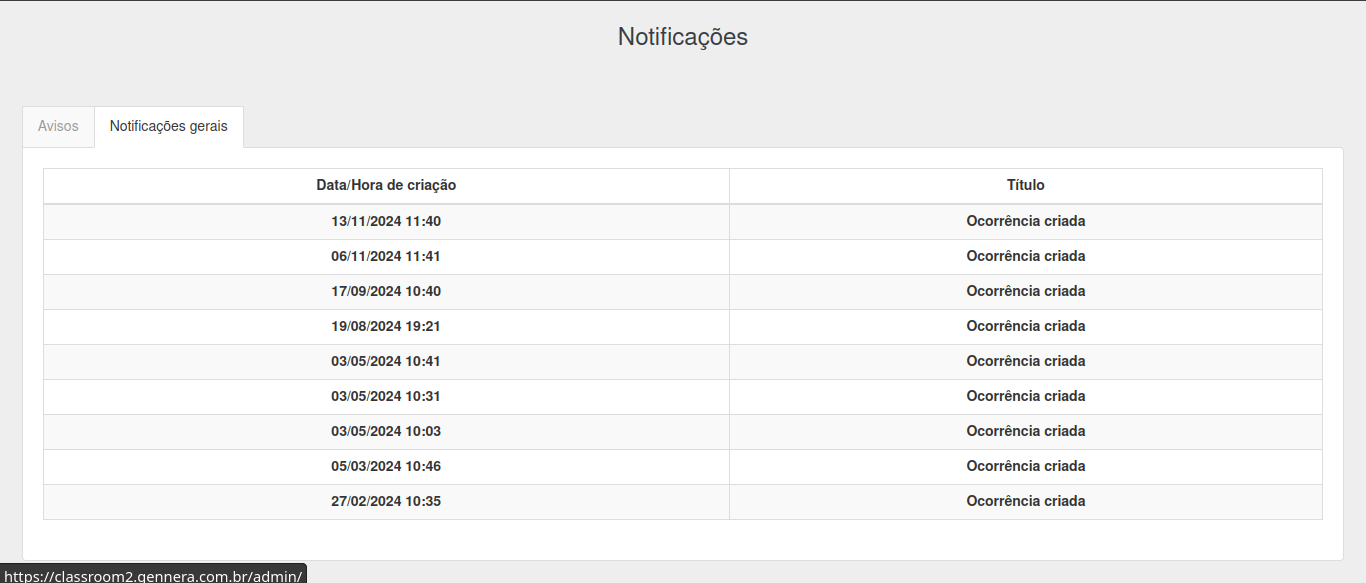 Notificações
Avisos Notificações gerais
Data/Hora de criação Título
13/11/2024 11:40 Ocorrência criada
06/11/2024 11:41 Ocorrência criada
17/09/2024 10:40 Ocorrência criada
19/08/2024 19:21 Ocorrência criada
03/05/2024 10:41 Ocorrência criada
03/05/2024 10:31 Ocorrência criada
03/05/2024 10:03 Ocorrência criada
05/03/2024 10:46 Ocorrência criada
27/02/2024 10:35 Ocorrência criada
https://classroom2.gennera.com.br/admin/